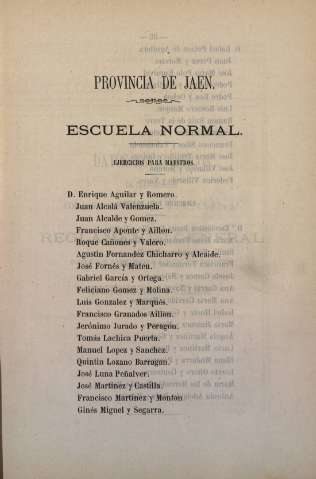 PROVINCIA DE JAEN.
ESCUELA NORMAL.
EJERCICIOS PARA MAESTROS.
D. Enrique Aguilar y Romero.
Juan Alcalá Valenzuela.
Juan Alcalde y Gomez.
Francisco Aponte y Aillon.
Roque Cañones y Valero.
Agustin Fernandez Chicharro y Alcaide.
José Fornés y Mateu.
Gabriel García y Ortega.
Feliciano Gomez y Molina.
Luis Gonzalez y Marqués.
Francisco Granados Aillon.
Jerónimo Jurado y Peragon.
Tomás Lachica Puerta.
Manuel Lopez y Sanchez.
Quintin Lozano Barragan.
José Luna Peñalver.
José Martinez y Castilla.
Francisco Martinez y Monton
Ginés Miguel y Segarra.